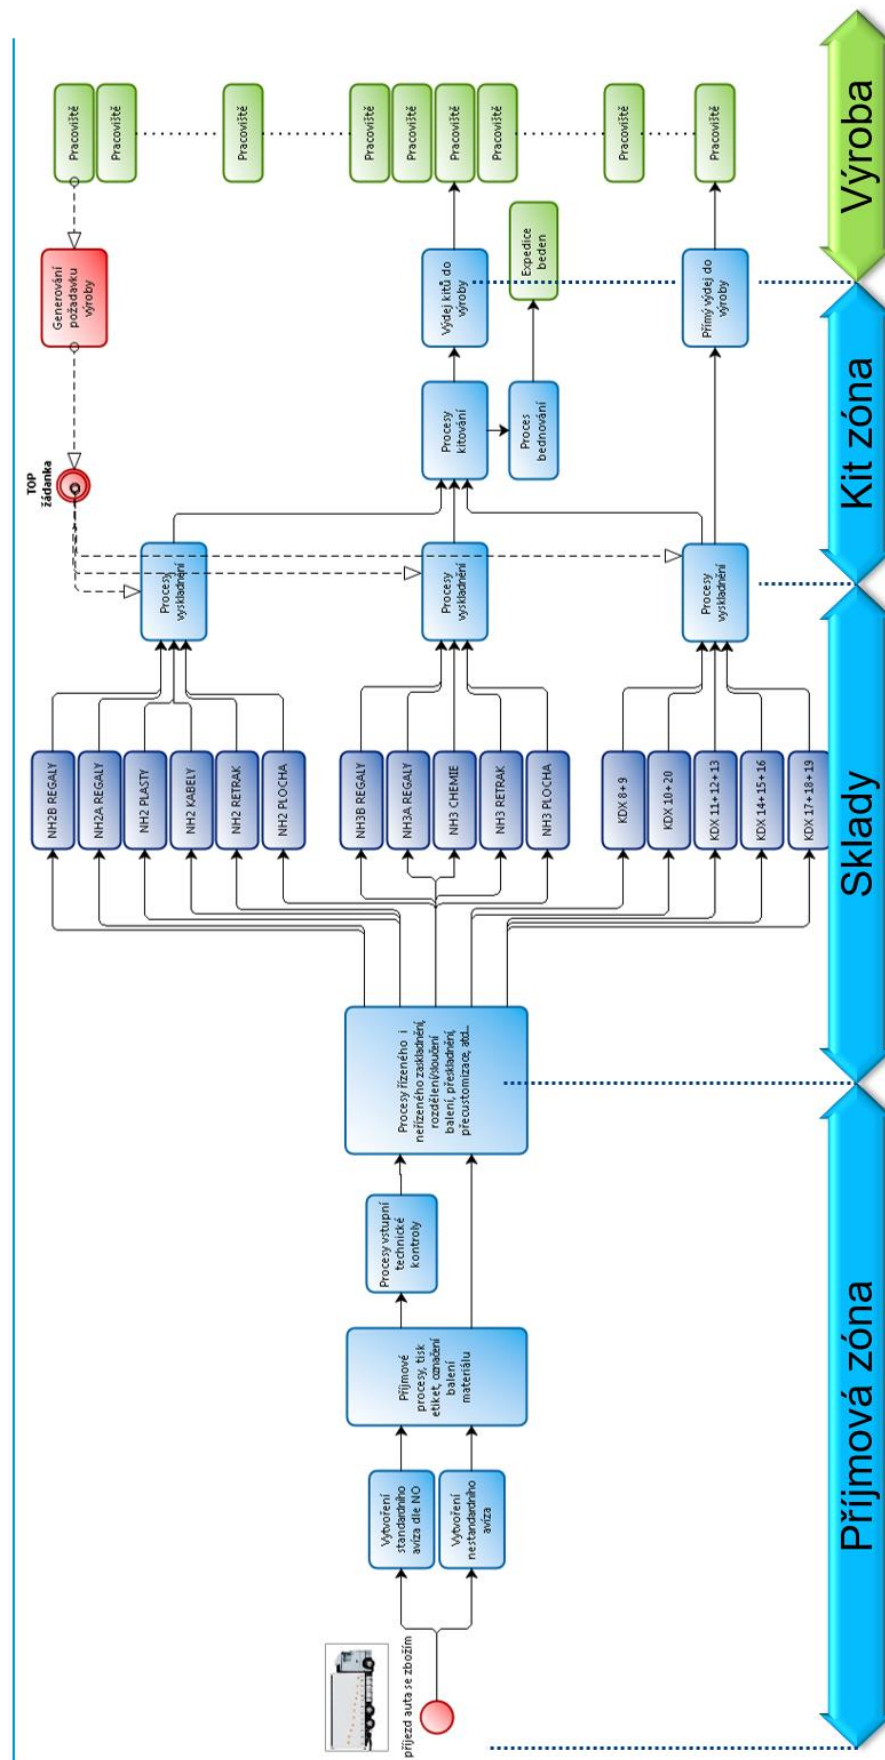 příjezd auta se zbožím
Vytvoření
standardního
avíza dle NO
Vytvoření
nestandardního
avíza
Příjmové
procesy, tisk
etiket, označení
balení
materiálu
Procesy vstupní
technické
kontroly
Procesy řízeného i
neřízeného zaskladnění,
rozdělení/sloučení
balení, přeskladnění,
přecustomizace, atd...
NH2B REGALY
NH2A REGALY
NH2 PLASTY
NH2 KABELY
NH2 RETRAK
NH2 PLOCHA
NH3B REGALY
NH3A REGALY
NH3 CHEMIE
NH3 RETRAK
NH3 PLOCHA
KDX 8+9
KDX 10+20
KDX 11+12+13
KDX 14+15+16
KDX 17+18+19
Procesy
vyskladnění
Procesy
vyskladnění
Procesy
vyskladnění
TOP
žádanka
Generování
požadavku
výroby
Procesy
kitování
Proces
bednování
Výdej kitů do
výroby
Expedice
beden
Přímý výdej do
výroby
Pracoviště
Pracoviště
Pracoviště
Pracoviště
Pracoviště
Pracoviště
Pracoviště
Pracoviště
Pracoviště
Příjmová zóna
Sklady
Kit zóna
Výroba